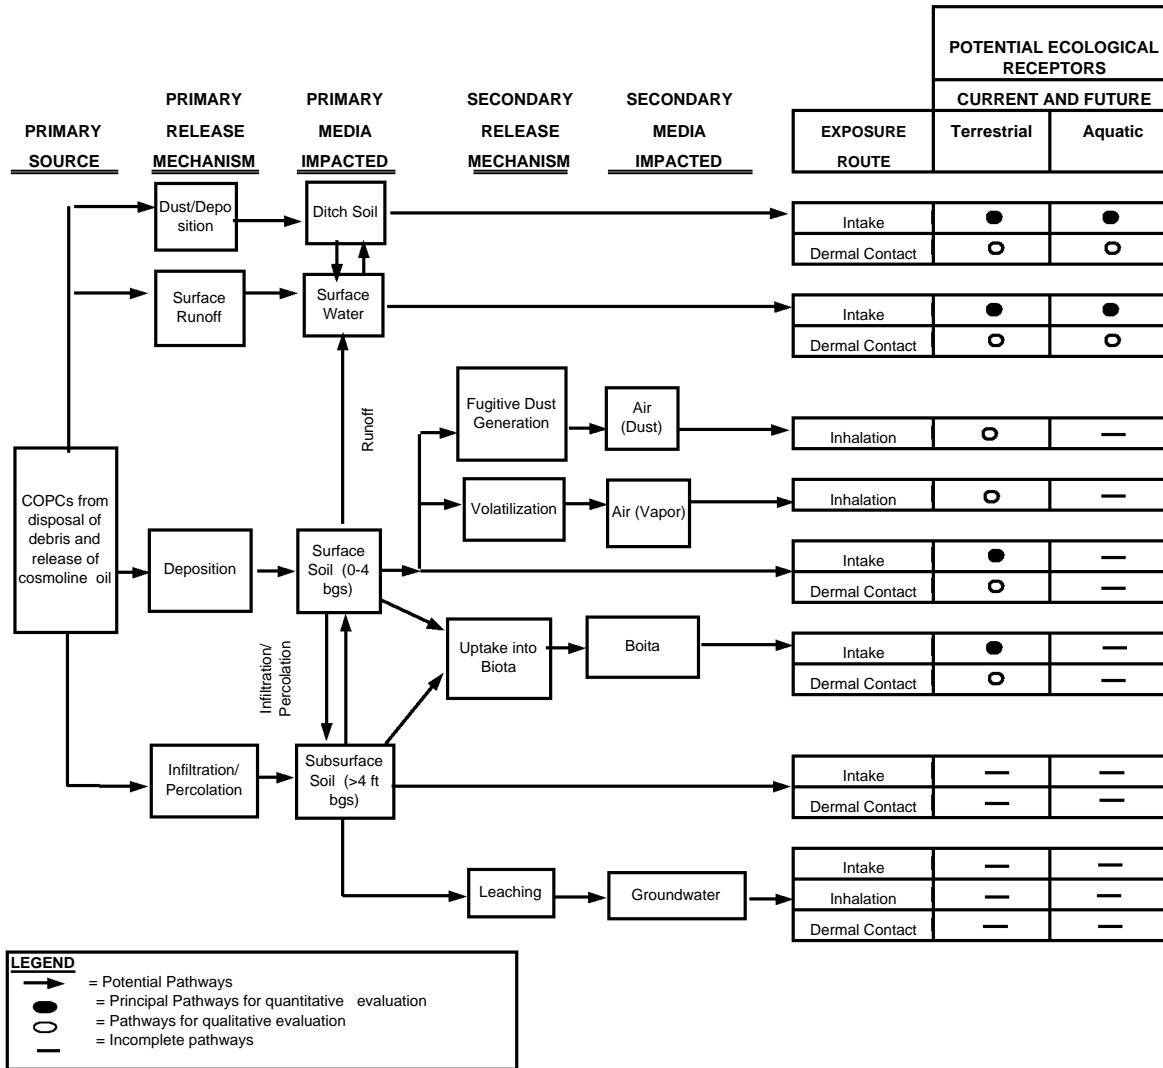 POTENTIAL ECOLOGICAL
RECEPTORS
CURRENT AND FUTURE
PRIMARY
SOURCE
PRIMARY
RELEASE
MECHANISM
PRIMARY
MEDIA
IMPACTED
SECONDARY
RELEASE
MECHANISM
SECONDARY
MEDIA
IMPACTED
EXPOSURE
ROUTE
Terrestrial
Aquatic
Dust/Depo
sition
Ditch Soil
Intake
Dermal Contact
Surface
Runoff
Surface
Water
Intake
Dermal Contact
Runoff
Fugitive Dust
Generation
Air
(Dust)
Inhalation
Volatilization
Air (Vapor)
Inhalation
COPCs from
disposal of
debris and
release of
cosmoline oil
Deposition
Surface
Soil (0-4
bgs)
Intake
Dermal Contact
Infiltration/
Percolation
Uptake into
Biota
Boita
Intake
Dermal Contact
Infiltration/
Percolation
Subsurface
Soil (>4 ft
bgs)
Intake
Dermal Contact
Leaching
Groundwater
Intake
Inhalation
Dermal Contact
LEGEND
= Potential Pathways
= Principal Pathways for quantitative evaluation
= Pathways for qualitative evaluation
= Incomplete pathways